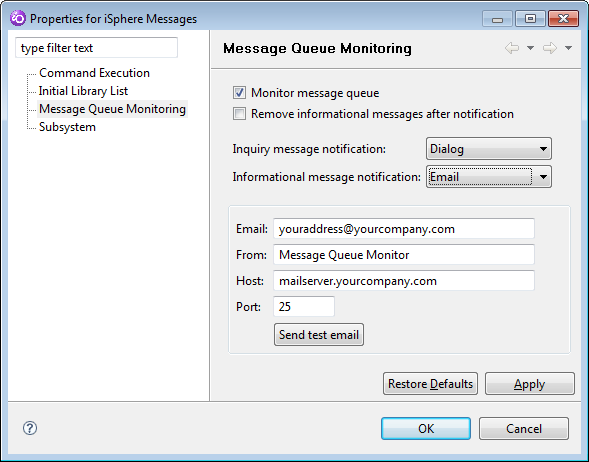 Properties for iSphere Messages
type filter text
Command Execution
Initial Library List
Message Queue Monitoring
Subsystem
Message Queue Monitoring
Monitor message queue
Remove informational messages after notification
Inquiry message notification: Dialog
Informational message notification: Email
Email: youraddress@yourcompany.com
From: Message Queue Monitor
Host: mailserver.yourcompany.com
Port: 25
Send test email
Restore Defaults Apply
? OK Cancel